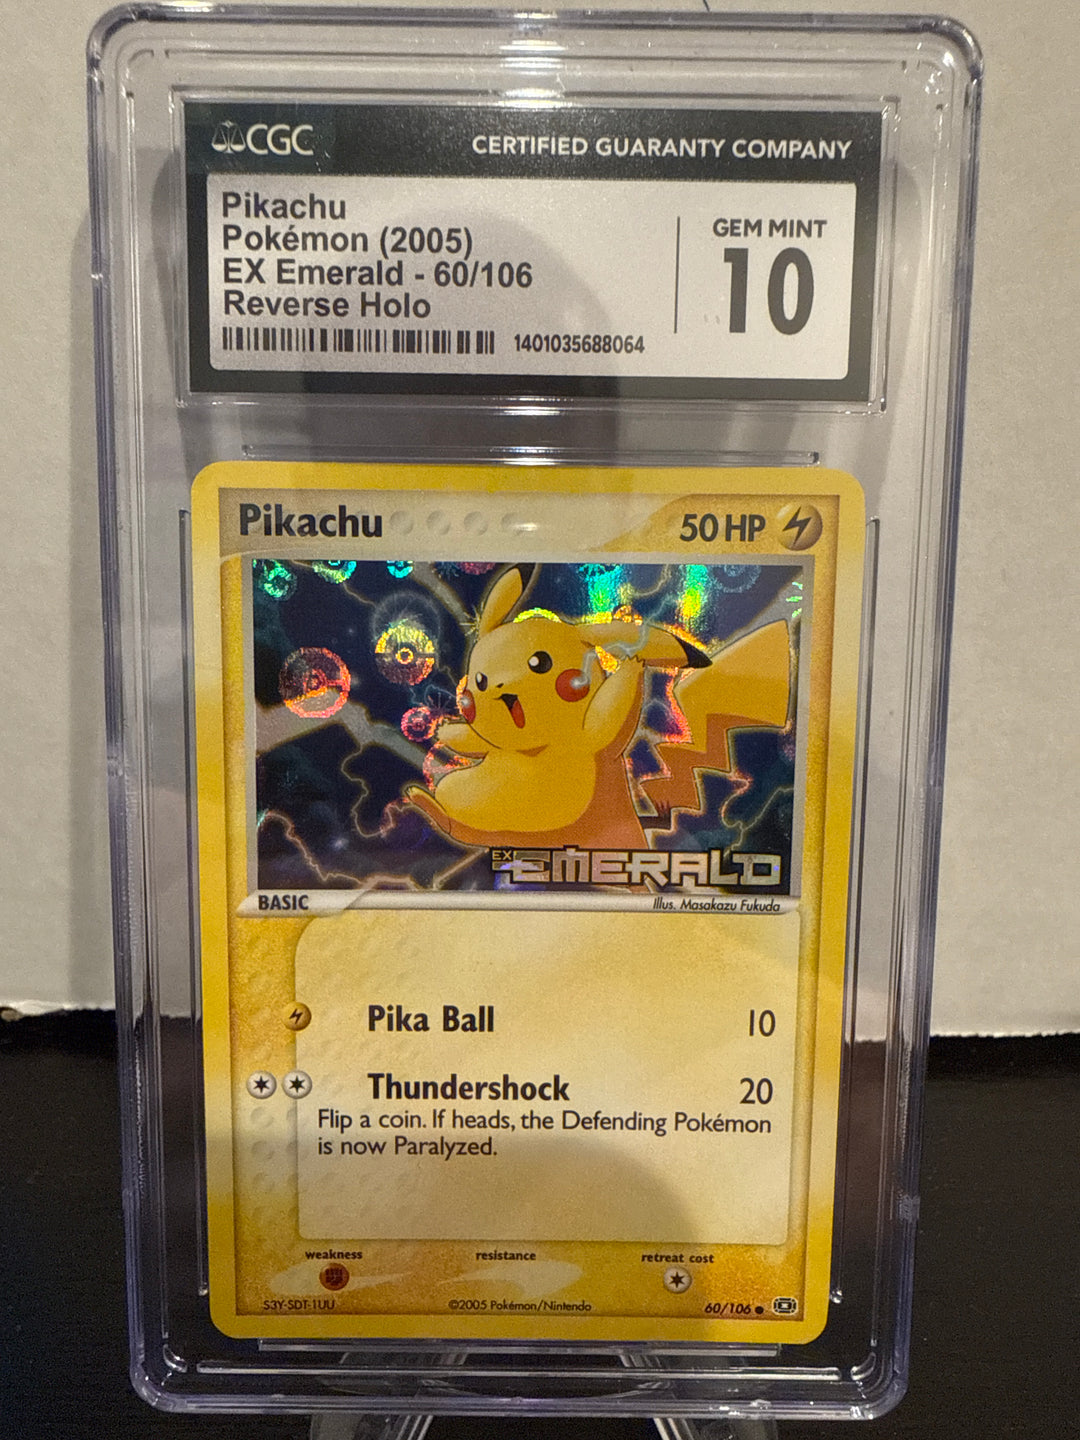 CGC
CERTIFIED GUARANTY COMPANY
Pikachu
Pokémon (2005)
EX Emerald - 60/106
Reverse Holo
1401035688064
GEM MINT
10
Pikachu
50 HP
EX EMERALD
BASIC
Illus. Masakazu Fukuda
Pika Ball 10
Thundershock 20
Flip a coin. If heads, the Defending Pokémon
is now Paralyzed.
weakness resistance retreat cost
S3Y-SDT-1UU ©2005 Pokémon/Nintendo 60/106